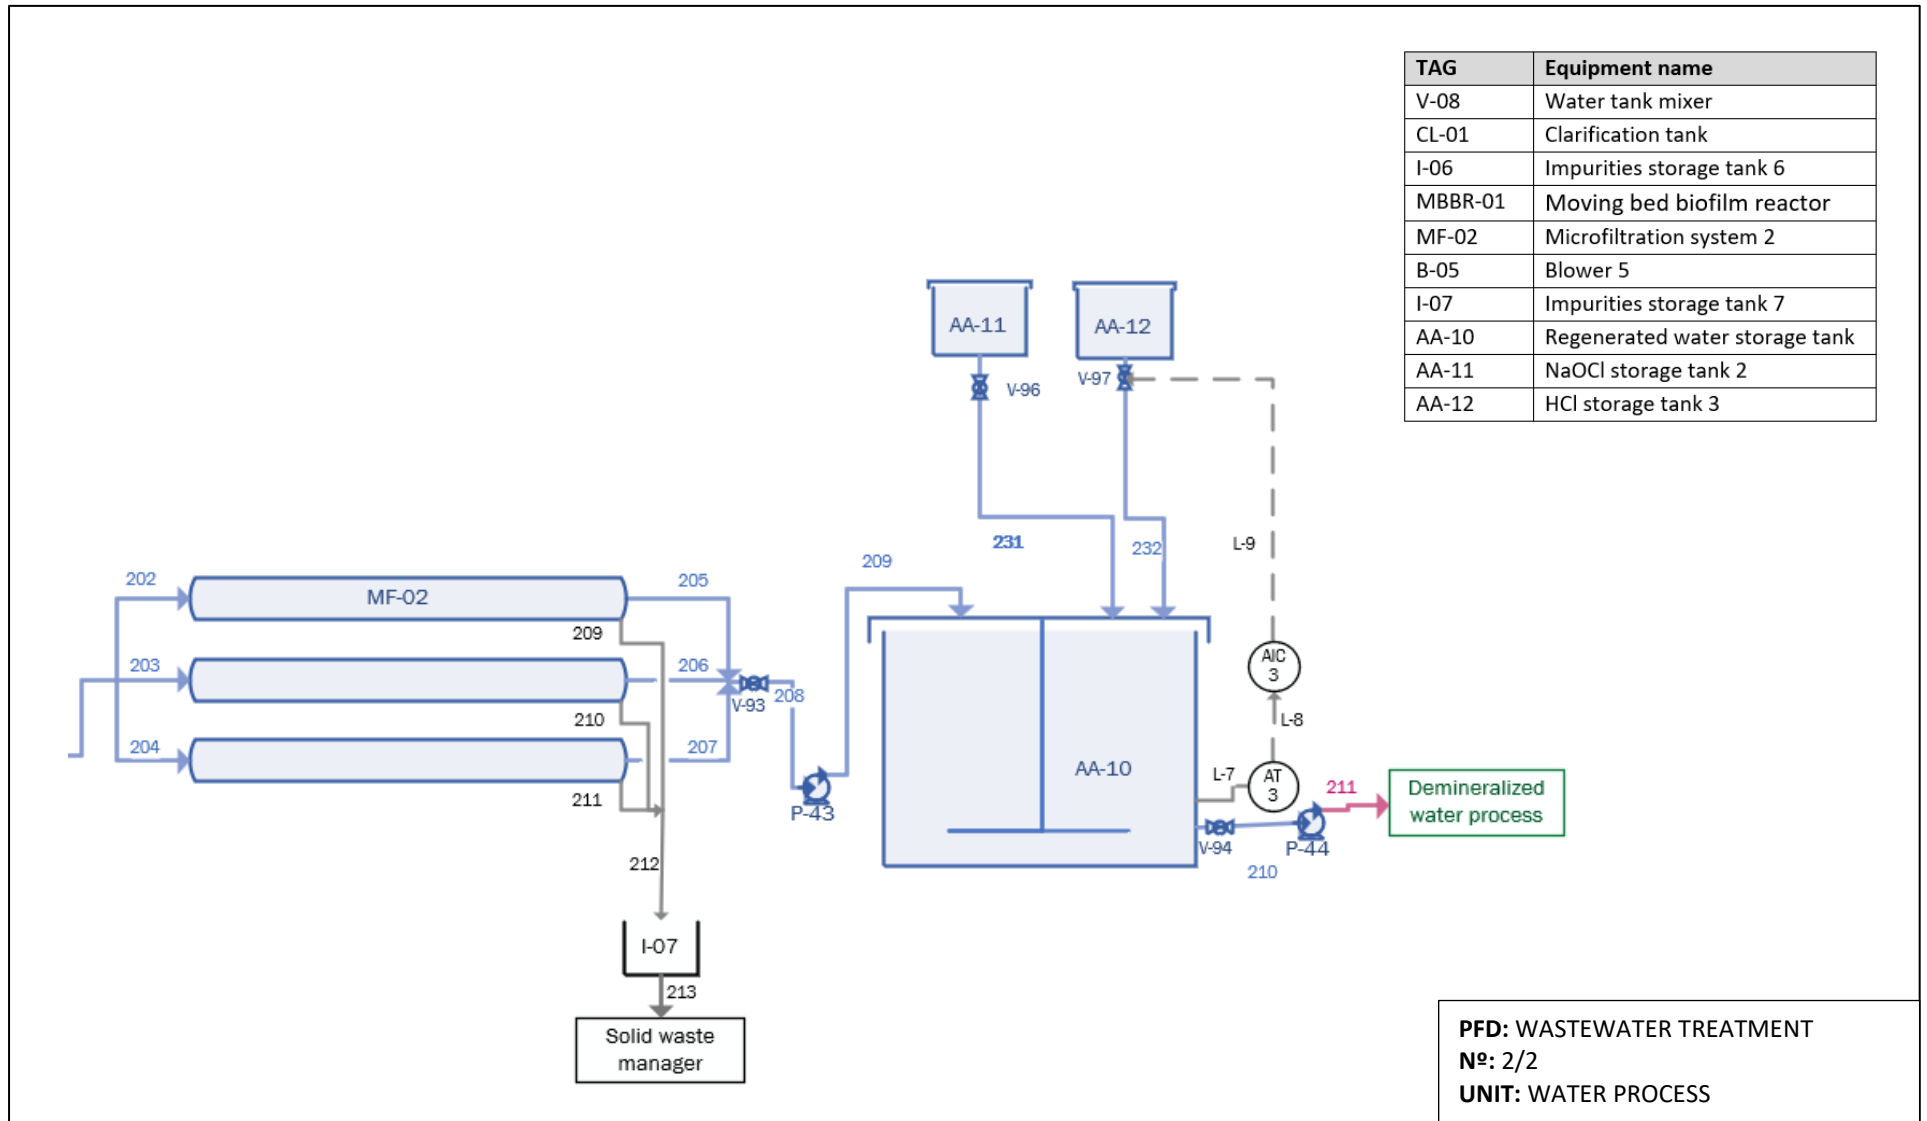 TAG Equipment name
V-08 Water tank mixer
CL-01 Clarification tank
I-06 Impurities storage tank 6
MBBR-01 Moving bed biofilm reactor
MF-02 Microfiltration system 2
B-05 Blower 5
I-07 Impurities storage tank 7
AA-10 Regenerated water storage tank
AA-11 NaOCl storage tank 2
AA-12 HCl storage tank 3
AA-11
AA-12
V-96
V-97
231
232
L-9
209
202
MF-02
205
209
203
206
V-93
208
210
204
207
211
P-43
AIC
3
L-8
AA-10
L-7
AT
3
211
Demineralized
water process
V-94
P-44
210
212
I-07
213
Solid waste
manager
PFD: WASTEWATER TREATMENT
Nº: 2/2
UNIT: WATER PROCESS